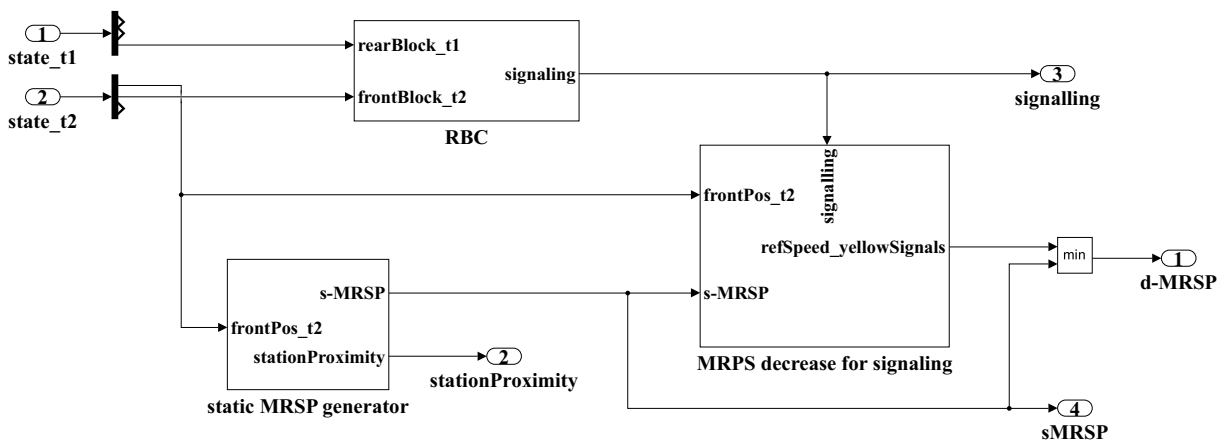 1
state_t1
2
state_t2
rearBlock_t1
signaling
frontBlock_t2
RBC
3
signalling
signalling
frontPos_t2
refSpeed_yellowSignals
s-MRSP
MRPS decrease for signaling
min
1
d-MRSP
s-MRSP
frontPos_t2
stationProximity
static MRSP generator
2
stationProximity
4
sMRSP